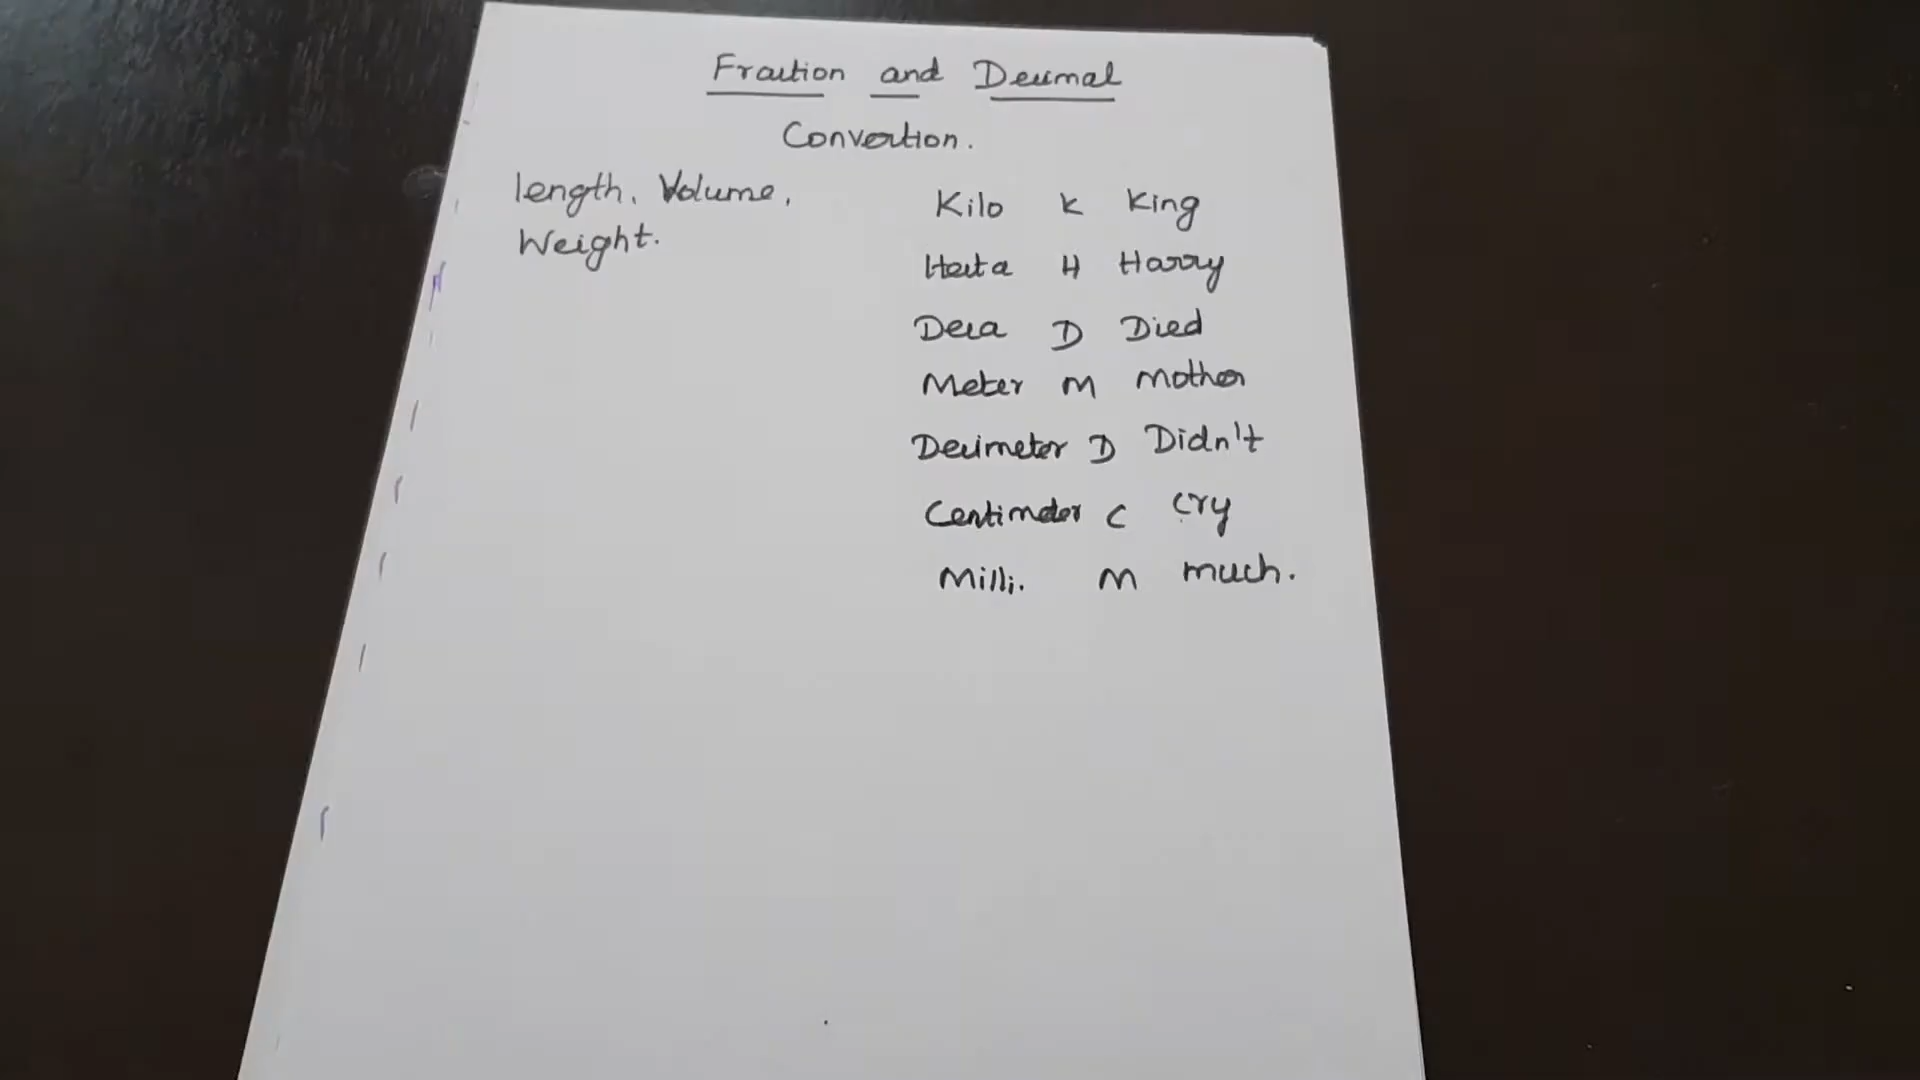 Fraction and Decimal
Convertion.
length, Volume,
Weight.
Kilo K King
Hecta H Harry
Deca D Died
Meter M Mother
Decimeter D Didn't
Centimeter C Cry
Milli. M much.